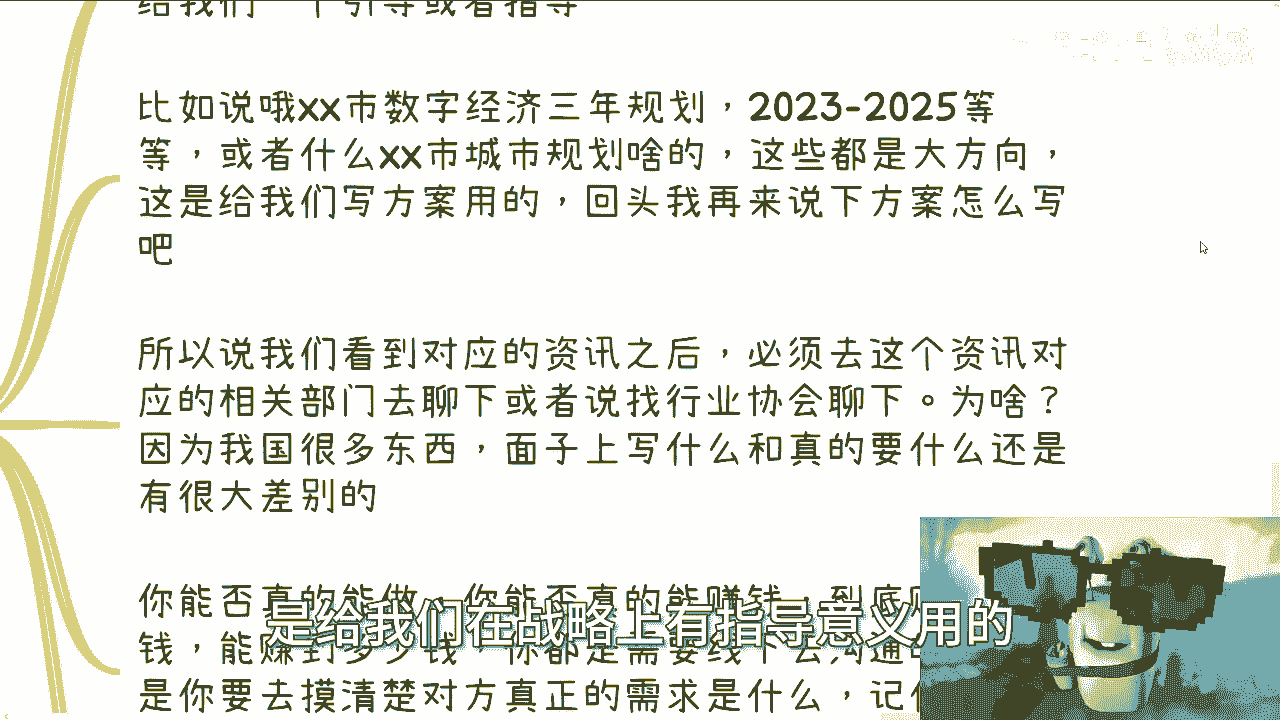 给我们一个引导或者指导
比如说哦xx市数字经济三年规划，2023-2025等
等，或者什么xx市城市规划啥的，这些都是大方向，
这是给我们写方案用的，回头我再来说下方案怎么写
吧
所以说我们看到对应的资讯之后，必须去这个资讯对
应的相关部门去聊下或者说找行业协会聊下。为啥？
因为我国很多东西，面子上写什么和真的要什么还是
有很大差别的
你能否真的能做，你能否真的能赚钱，到底
钱，能赚到多少钱，你都是需要线下去沟通
是你要去摸清楚对方真正的需求是什么，记
是给我们在战略上有指导意义用的